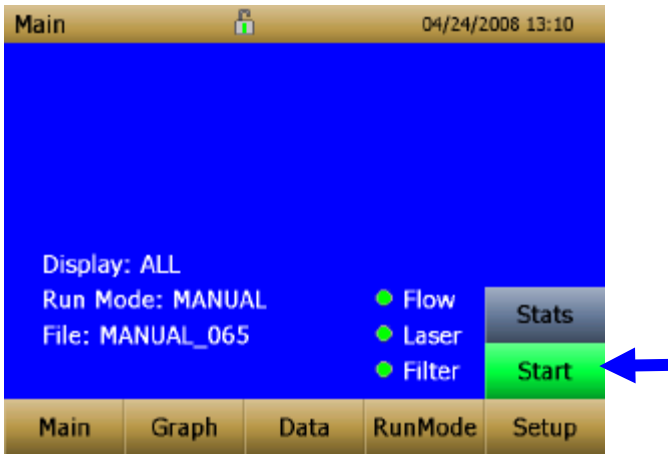 Main 04/24/2008 13:10
Display: ALL
Run Mode: MANUAL
File: MANUAL_065
Flow
Laser
Filter
Stats
Start
Main Graph Data RunMode Setup